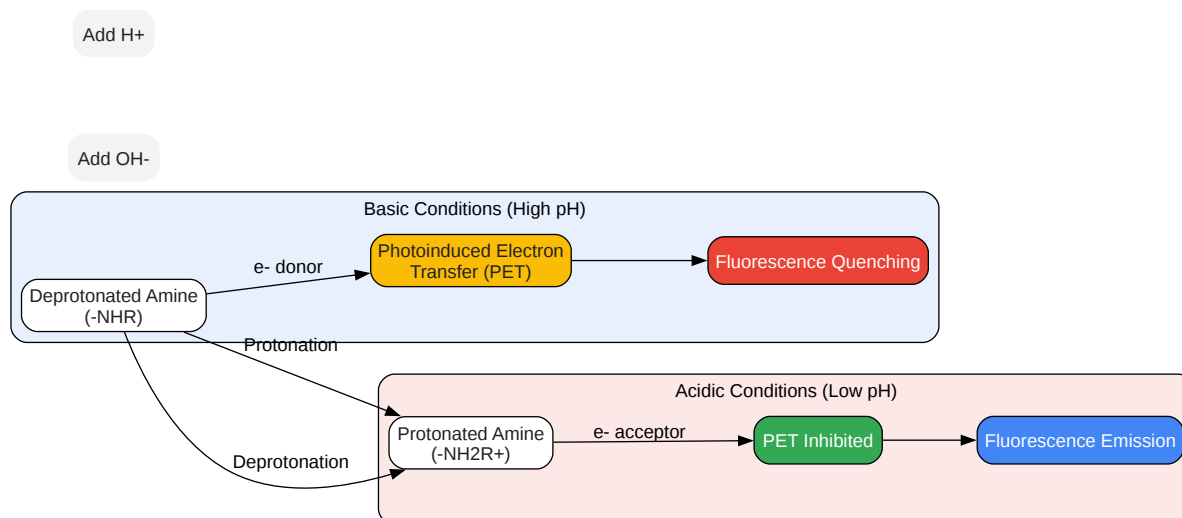 Add H+
Add OH-
Basic Conditions (High pH)
Photoinduced Electron
Transfer (PET)
e- donor
Fluorescence Quenching
Deprotonated Amine
(-NHR)
Protonation
Acidic Conditions (Low pH)
Protonated Amine
(-NH2R+)
e- acceptor
PET Inhibited
Fluorescence Emission
Deprotonation